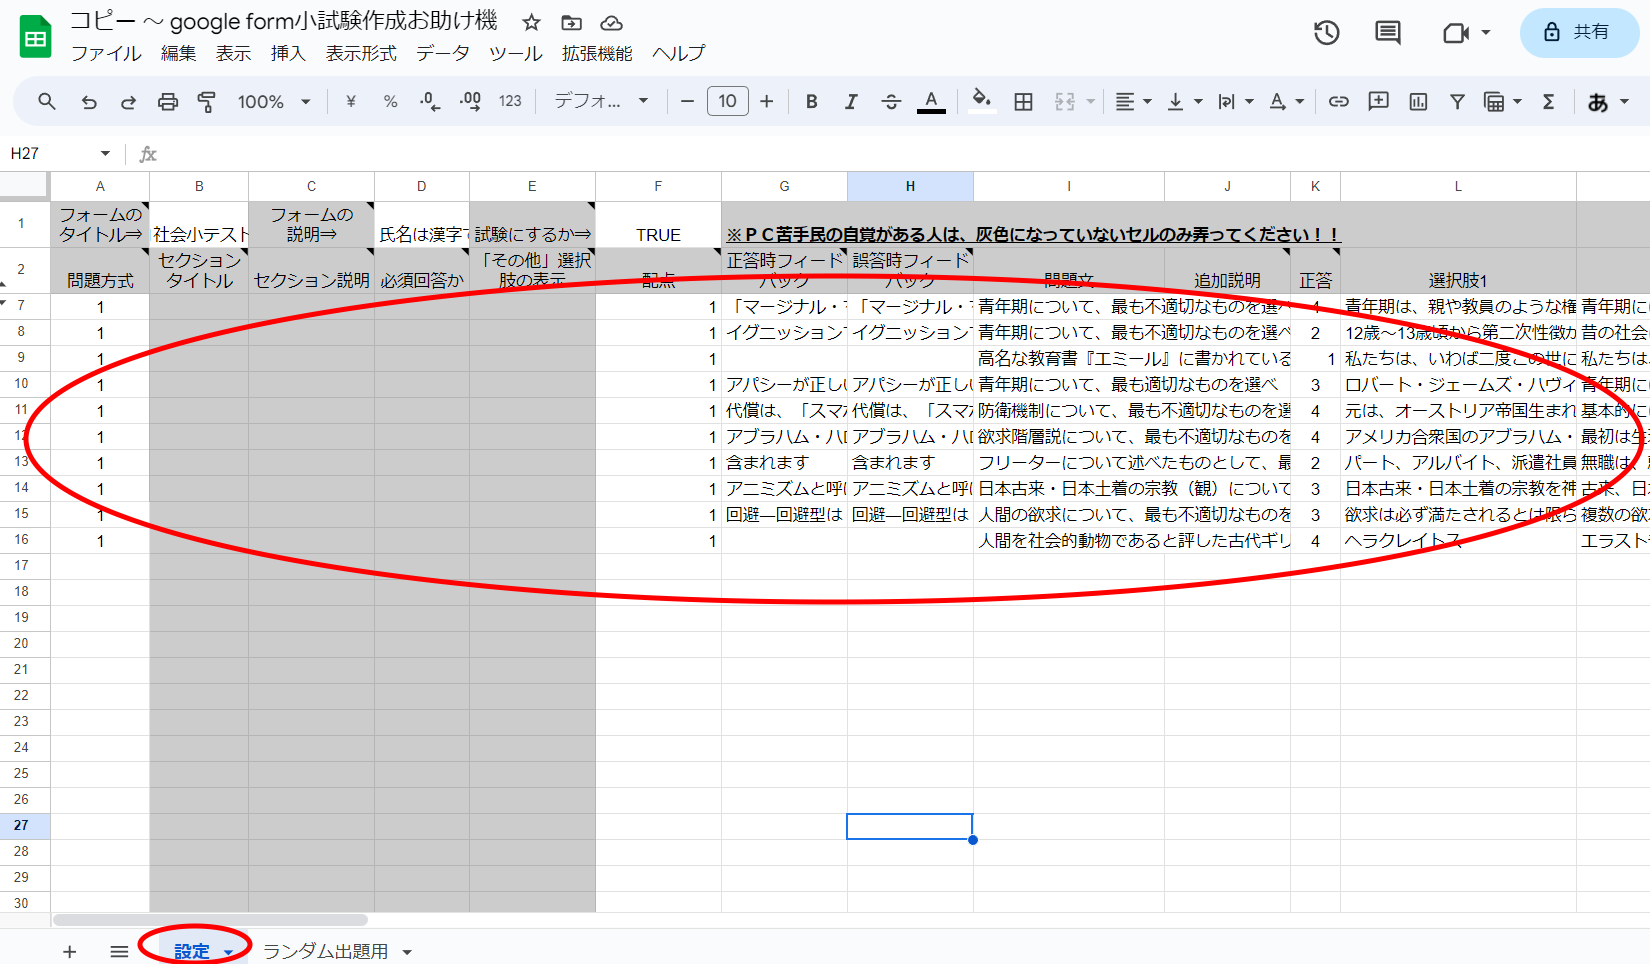 コピー ～ google form小試験作成お助け機
ファイル 編集 表示 挿入 表示形式 データ ツール 拡張機能 ヘルプ
共有
100% ¥ % .0 .00 123 デフォ... 10 B I S A あ
H27 fx
A B C D E F G H I J K L
1 フォームのタイトル⇒ 社会小テスト フォームの説明⇒ 氏名は漢字で 試験にするか⇒ TRUE ※ＰＣ苦手民の自覚がある人は、灰色になっていないセルのみ弄ってください！！
2 問題方式 セクションタイトル セクション説明 必須回答か 「その他」選択肢の表示 配点 正答時フィードバック 誤答時フィードバック 問題文 追加説明 正答 選択肢1
7 1 1 「マージナル・ 「マージナル・ 青年期について、最も不適切なものを選べ 4 青年期は、親や教員のような権 青年期に
8 1 1 イグニッション イグニッション 青年期について、最も不適切なものを選べ 2 12歳～13歳頃から第二次性徴が 昔の社会
9 1 1 高名な教育書『エミール』に書かれている 1 私たちは、いわば二度この世に 私たちは、
10 1 1 アパシーが正しい アパシーが正しい 青年期について、最も適切なものを選べ 3 ロバート・ジェームズ・ハヴィ 青年期に
11 1 1 代償は、「スマホ 代償は、「スマホ 防衛機制について、最も不適切なものを選 4 元は、オーストリア帝国生まれ 基本的に
12 1 1 アブラハム・ハロ アブラハム・ハロ 欲求階層説について、最も不適切なものを 4 アメリカ合衆国のアブラハム・ 最初は生
13 1 1 含まれます 含まれます フリーターについて述べたものとして、最 2 パート、アルバイト、派遣社員 無職は、
14 1 1 アニミズムと呼ば アニミズムと呼ば 日本古来・日本土着の宗教（観）について 3 日本古来・日本土着の宗教を神 古来、日
15 1 1 回避―回避型は 回避―回避型は 人間の欲求について、最も不適切なものを 3 欲求は必ず満たされるとは限ら 複数の欲
16 1 1 人間を社会的動物であると評した古代ギリ 4 ヘラクレイトス エラスト
17
18
19
20
21
22
23
24
25
26
27
28
29
30
設定 ランダム出題用